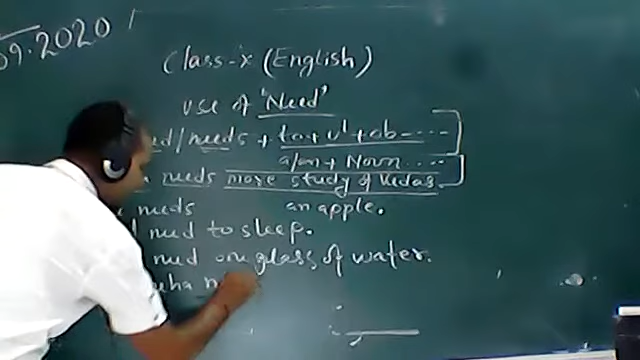 09.2020
Class-X (English)
use of 'Need'
/needs + to + v¹ + ob-....
a/an + Noun....
needs more study of Vedas.
needs an apple.
need to sleep.
need one glass of water.